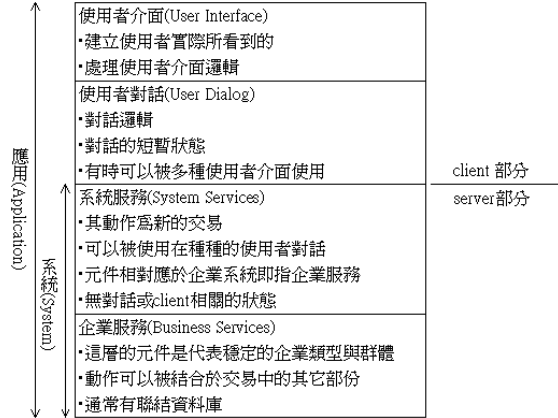 使用者介面(User Interface)
•建立使用者實際所看到的
•處理使用者介面邏輯
使用者對話(User Dialog)
•對話邏輯
•對話的短暫狀態
•有時可以被多種使用者介面使用
client 部分
server部分
系統服務(System Services)
•其動作為新的交易
•可以被使用在種種的使用者對話
•元件相對應於企業系統即指企業服務
•無對話或client相關的狀態
企業服務(Business Services)
•這層的元件是代表穩定的企業類型與群體
•動作可以被結合於交易中的其它部份
•通常有聯結資料庫
應用(Application)
系統(System)